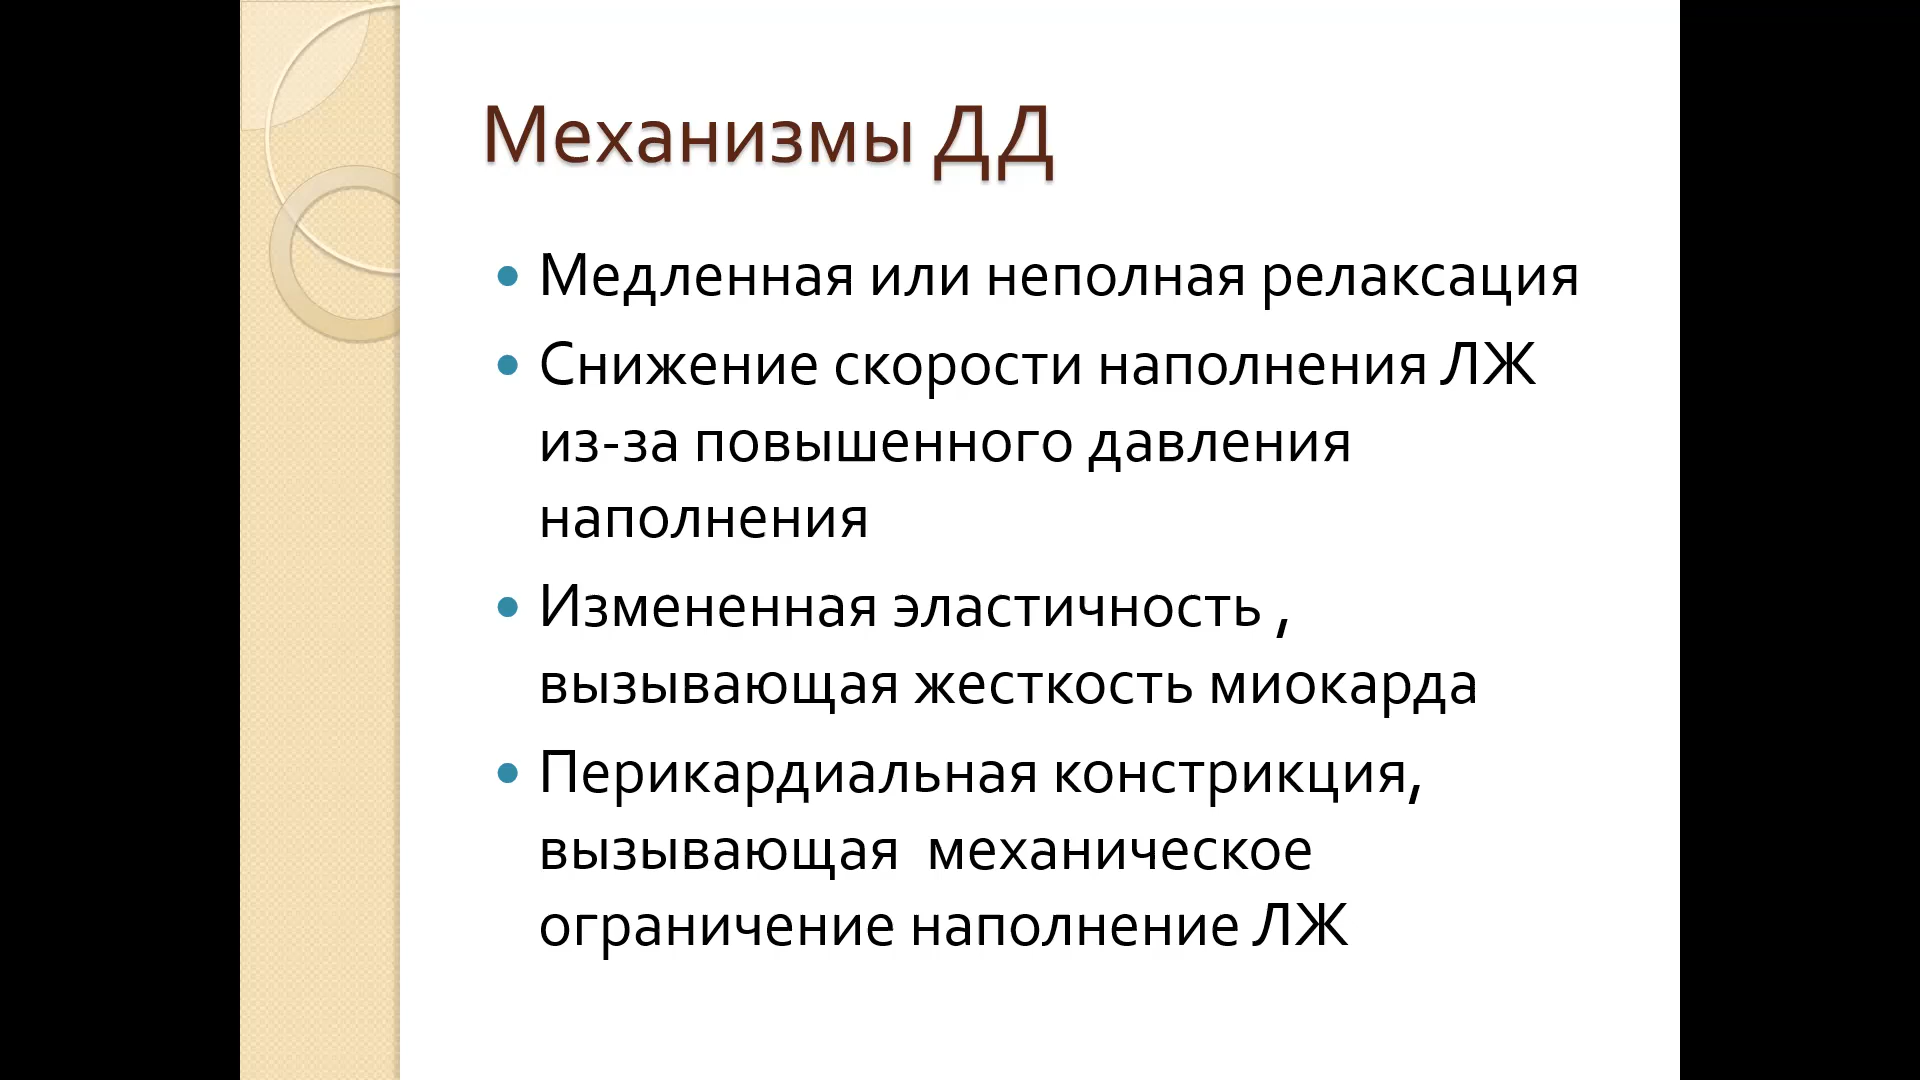 Механизмы ДД
• Медленная или неполная релаксация
• Снижение скорости наполнения ЛЖ
из-за повышенного давления
наполнения
• Измененная эластичность ,
вызывающая жесткость миокарда
• Перикардиальная констрикция,
вызывающая  механическое
ограничение наполнение ЛЖ